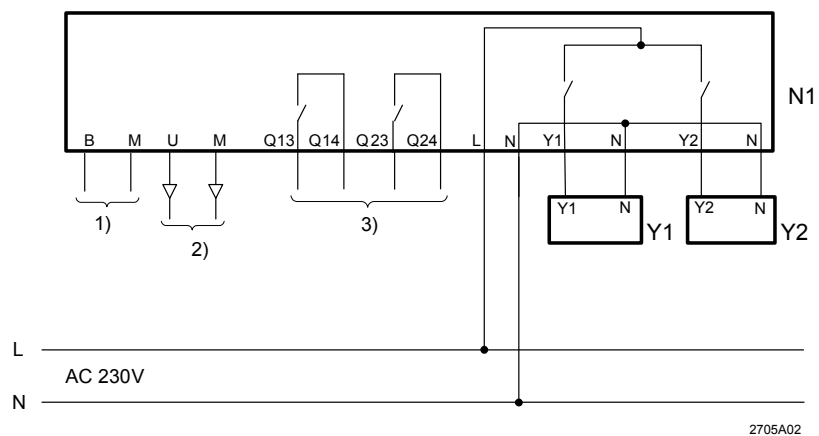 N1
B M U M Q13 Q14 Q23 Q24 L N Y1 N Y2 N
Y1 N Y2 N
1) 2) 3) Y1 Y2
L
AC 230V
N
2705A02